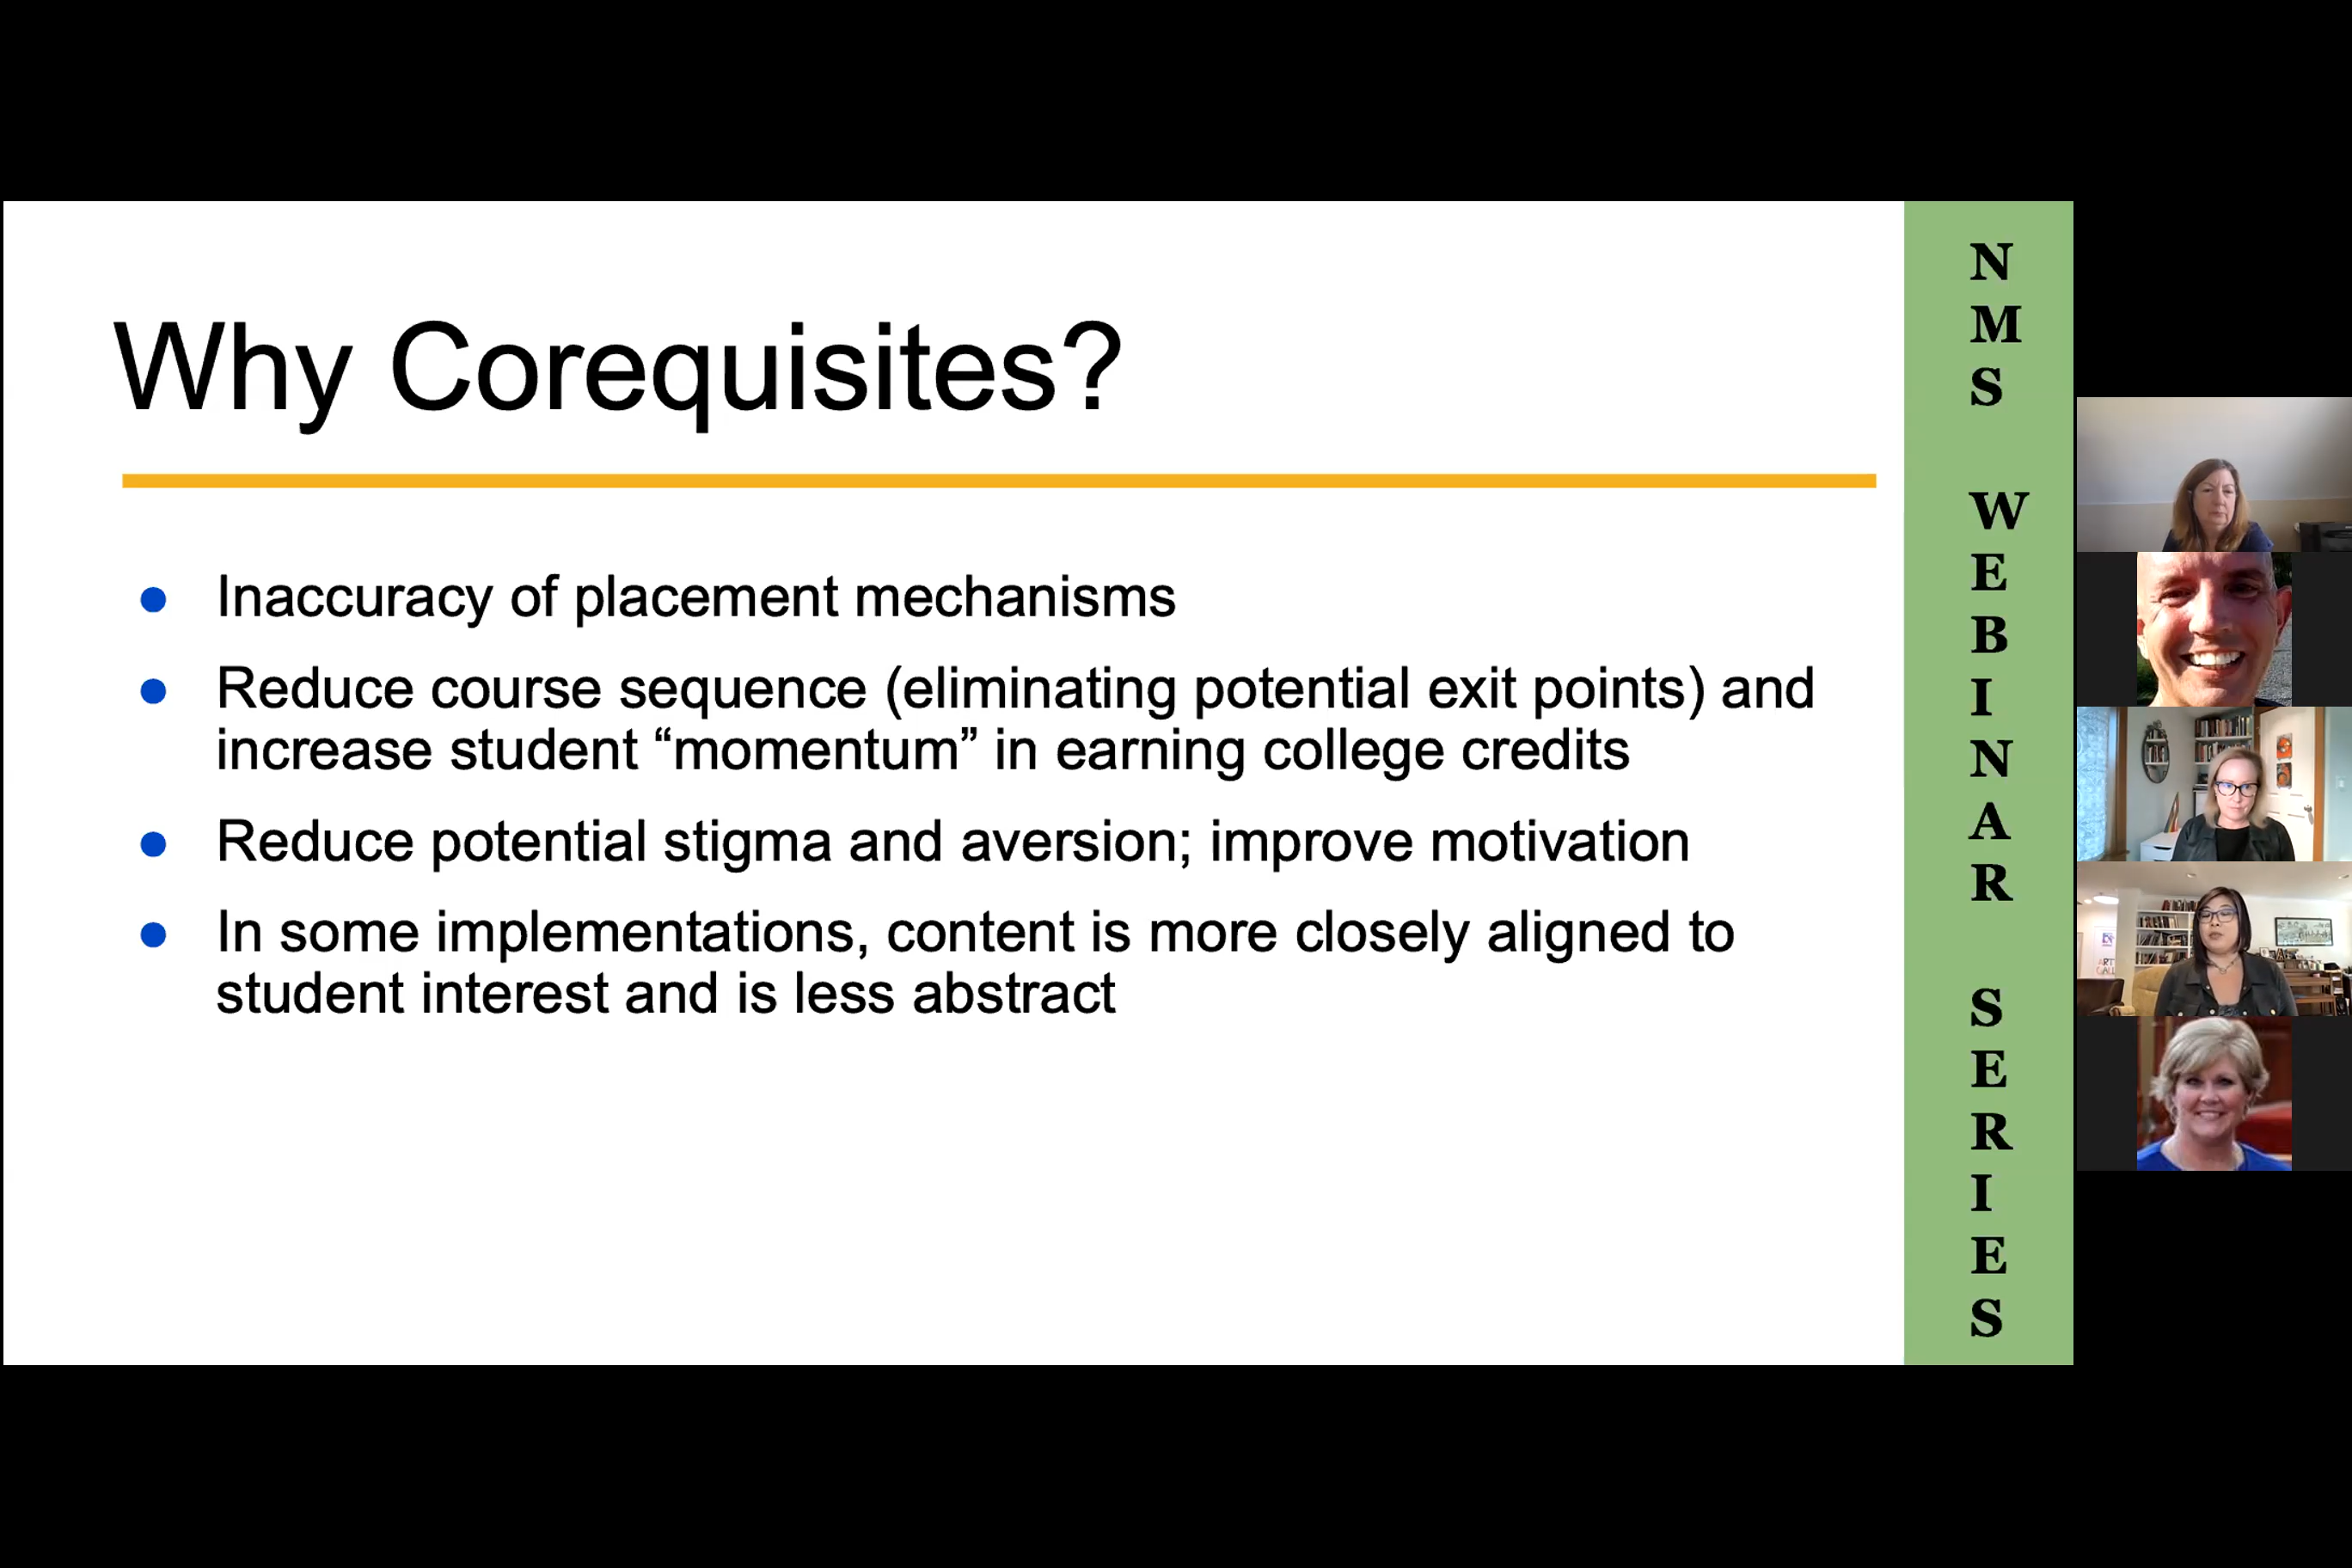 Why Corequisites?
Inaccuracy of placement mechanisms
Reduce course sequence (eliminating potential exit points) and
increase student “momentum” in earning college credits
Reduce potential stigma and aversion; improve motivation
In some implementations, content is more closely aligned to
student interest and is less abstract
NMS WEBINAR SERIES
ART